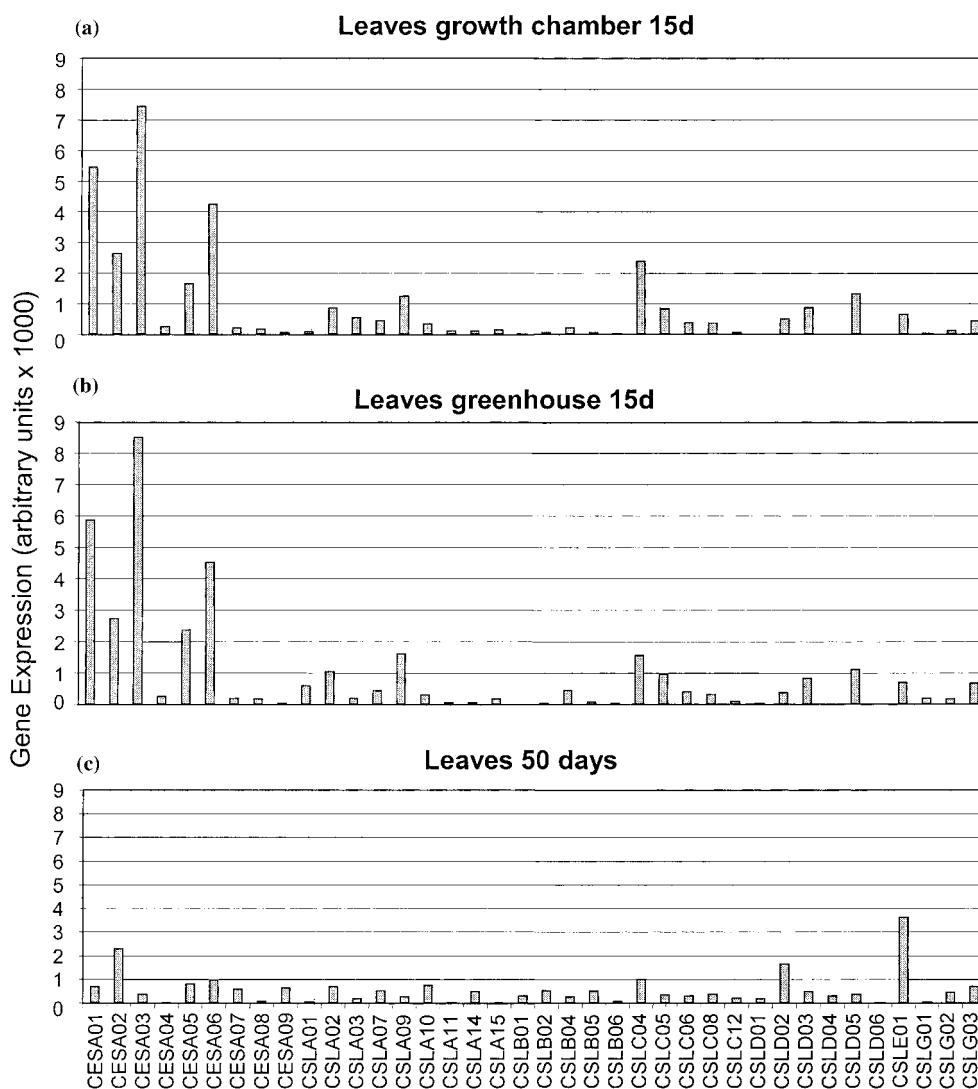 (a)
Leaves growth chamber 15d
9
8
7
6
5
4
3
2
1
0
(b)
Leaves greenhouse 15d
9
8
7
6
5
4
3
2
1
0
Gene Expression (arbitrary units x 1000)
(c)
Leaves 50 days
9
8
7
6
5
4
3
2
1
0
CESA01
CESA02
CESA03
CESA04
CESA05
CESA06
CESA07
CESA08
CESA09
CSLA01
CSLA02
CSLA03
CSLA07
CSLA09
CSLA10
CSLA11
CSLA14
CSLA15
CSLB01
CSLB02
CSLB04
CSLB05
CSLB06
CSLC04
CSLC05
CSLC06
CSLC08
CSLC12
CSLD01
CSLD02
CSLD03
CSLD04
CSLD05
CSLD06
CSLE01
CSLG01
CSLG02
CSLG03